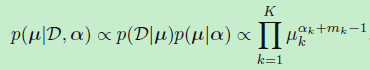 p(μ|𝒟, α) ∝ p(𝒟|μ)p(μ|α) ∝ ∏_{k=1}^{K} μ_k^{α_k+m_k−1}